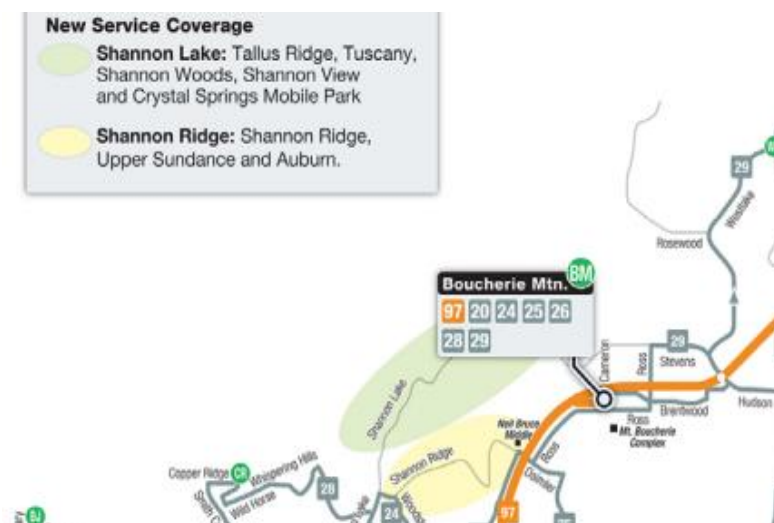 New Service Coverage
Shannon Lake: Tallus Ridge, Tuscany,
Shannon Woods, Shannon View
and Crystal Springs Mobile Park
Shannon Ridge: Shannon Ridge,
Upper Sundance and Auburn.
29
Westlake
Rosewood
Boucherie Mtn.
BM
97 20 24 25 26
28 29
Cameron
Ross
29
Stevens
Shannon Lake
Hudson
Brentwood
Ross
Mt. Boucherie
Complex
Neil Bruce
Middle
Ross
Daimler
Shannon Ridge
Copper Ridge
CR
Whispering Hills
Wild Horse
28
24
97